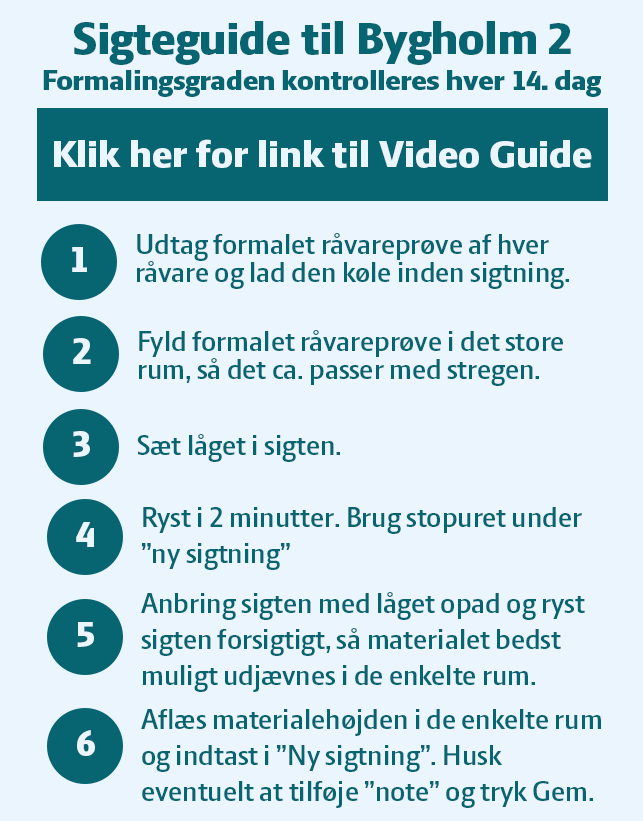 Sigteguide til Bygholm 2
Formalingsgraden kontrolleres hver 14. dag
Klik her for link til Video Guide
1
Udtag formalet råvareprøve af hver
råvare og lad den køle inden sigtning.
2
Fyld formalet råvareprøve i det store
rum, så det ca. passer med stregen.
3
Sæt låget i sigten.
4
Ryst i 2 minutter. Brug stopuret under
”ny sigtning”
5
Anbring sigten med låget opad og ryst
sigten forsigtigt, så materialet bedst
muligt udjævnes i de enkelte rum.
6
Aflæs materialehøjden i de enkelte rum
og indtast i ”Ny sigtning”. Husk
eventuelt at tilføje ”note” og tryk Gem.